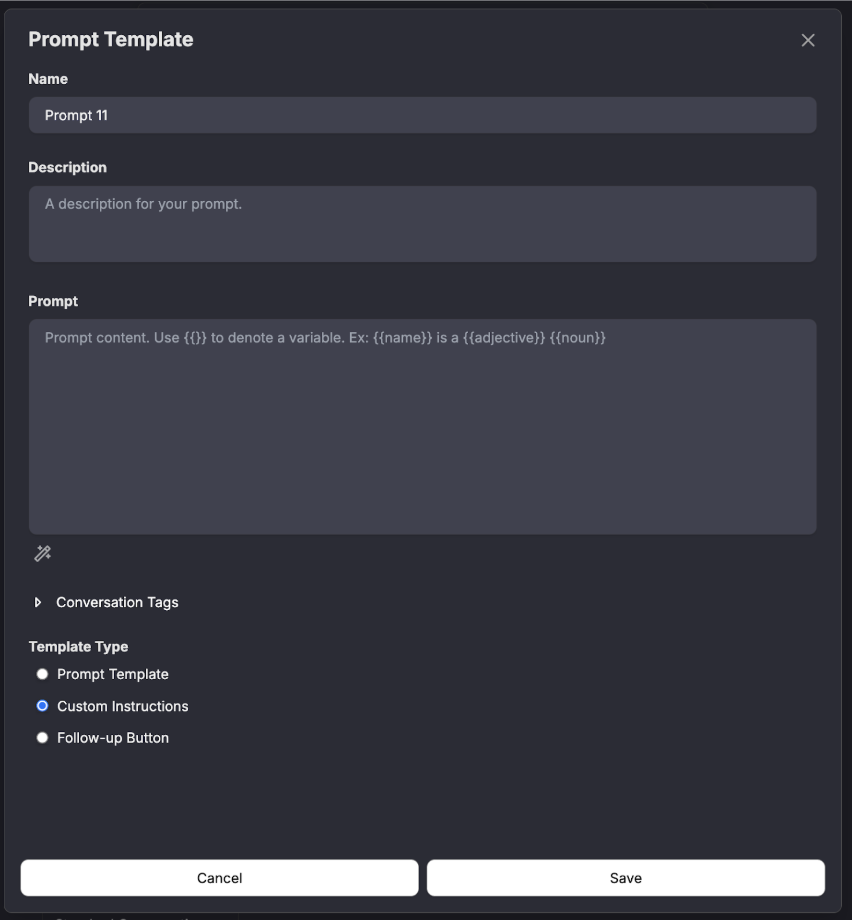 Prompt Template
Name
Prompt 11
Description
A description for your prompt.
Prompt
Prompt content. Use {{}} to denote a variable. Ex: {{name}} is a {{adjective}} {{noun}}
Conversation Tags
Template Type
Prompt Template
Custom Instructions
Follow-up Button
Cancel
Save